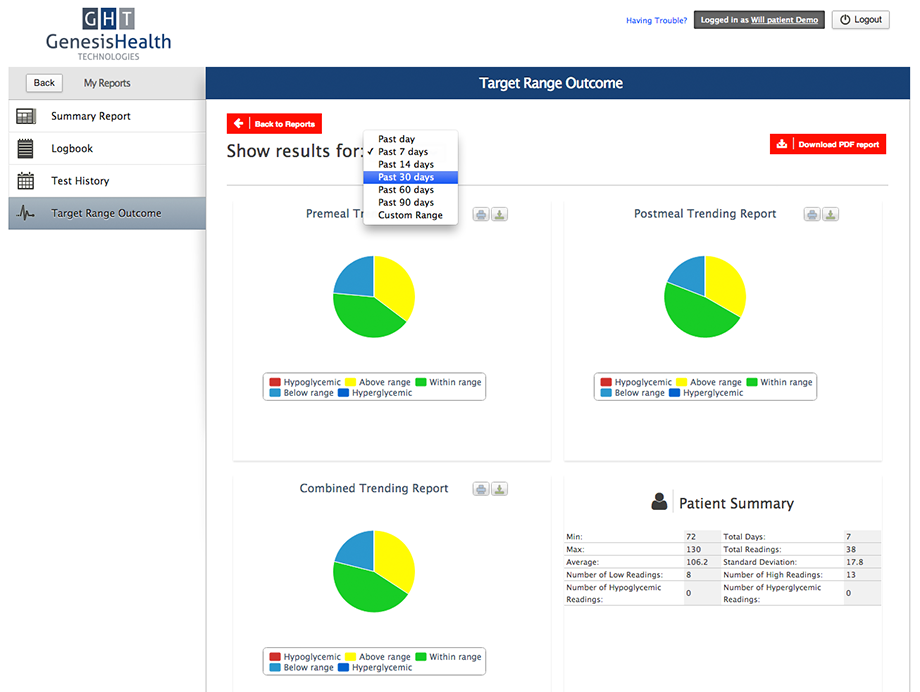 GHT
GenesisHealth
TECHNOLOGIES
Having Trouble?
Logged in as Will patient Demo
Logout
Back
My Reports
Target Range Outcome
Summary Report
Logbook
Test History
Target Range Outcome
Back to Reports
Show results for:
Past day
✓ Past 7 days
Past 14 days
Past 30 days
Past 60 days
Past 90 days
Custom Range
Download PDF report
Premeal Tr
Postmeal Trending Report
Hypoglycemic Above range Within range
Below range Hyperglycemic
Hypoglycemic Above range Within range
Below range Hyperglycemic
Combined Trending Report
Hypoglycemic Above range Within range
Below range Hyperglycemic
Patient Summary
Min: 72 Total Days: 7
Max: 130 Total Readings: 38
Average: 106.2 Standard Deviation: 17.8
Number of Low Readings: 8 Number of High Readings: 13
Number of Hypoglycemic Readings: 0 Number of Hyperglycemic Readings: 0